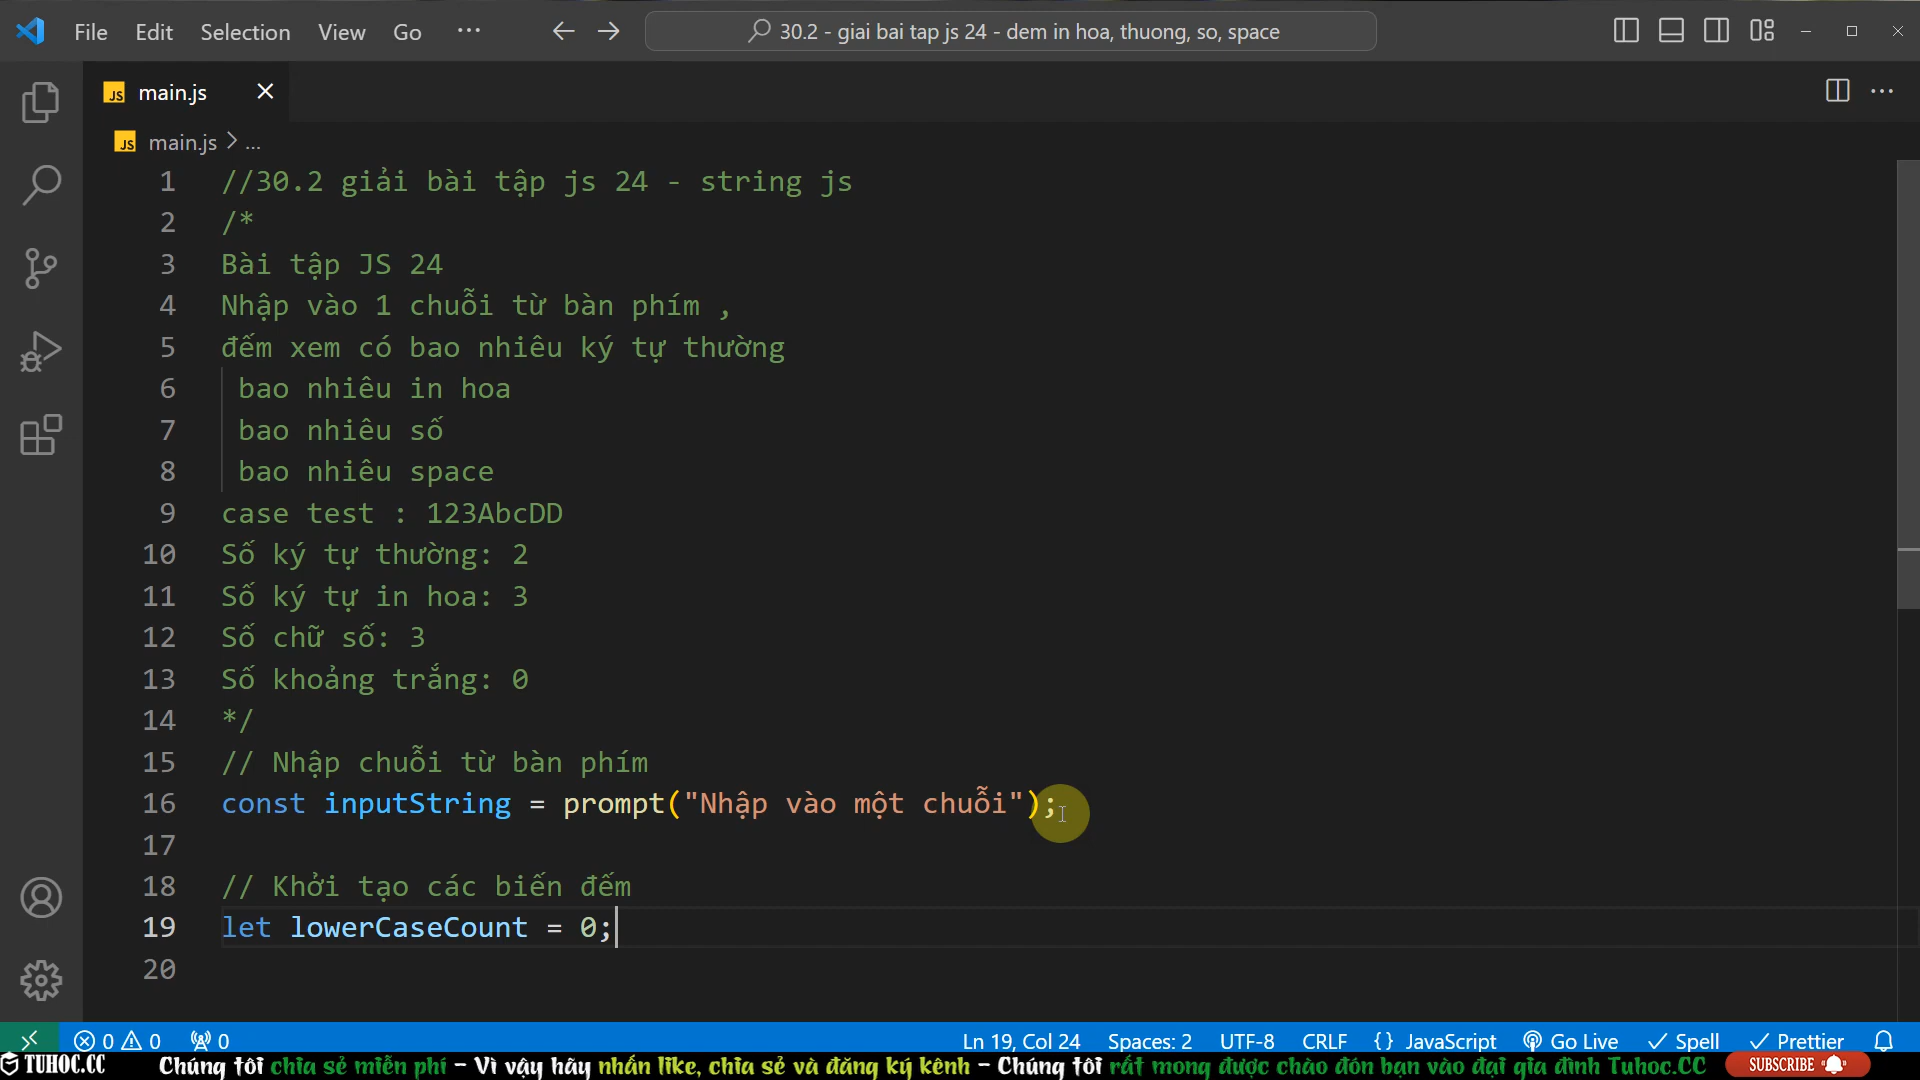 File Edit Selection View Go ··· 30.2 - giai bai tap js 24 - dem in hoa, thuong, so, space
JS main.js
JS main.js > ...
1 //30.2 giải bài tập js 24 - string js
2 /*
3 Bài tập JS 24
4 Nhập vào 1 chuỗi từ bàn phím ,
5 đếm xem có bao nhiêu ký tự thường
6 bao nhiêu in hoa
7 bao nhiêu số
8 bao nhiêu space
9 case test : 123AbcDD
10 Số ký tự thường: 2
11 Số ký tự in hoa: 3
12 Số chữ số: 3
13 Số khoảng trắng: 0
14 */
15 // Nhập chuỗi từ bàn phím
16 const inputString = prompt("Nhập vào một chuỗi");
17
18 // Khởi tạo các biến đếm
19 let lowerCaseCount = 0;
20
0 0 0 Ln 19, Col 24 Spaces: 2 UTF-8 CRLF {} JavaScript Go Live Spell Prettier
TUHOC.CC Chúng tôi chia sẻ miễn phí - Vì vậy hãy nhấn like, chia sẻ và đăng ký kênh - Chúng tôi rất mong được chào đón bạn vào đại gia đình Tuhoc.CC SUBSCRIBE